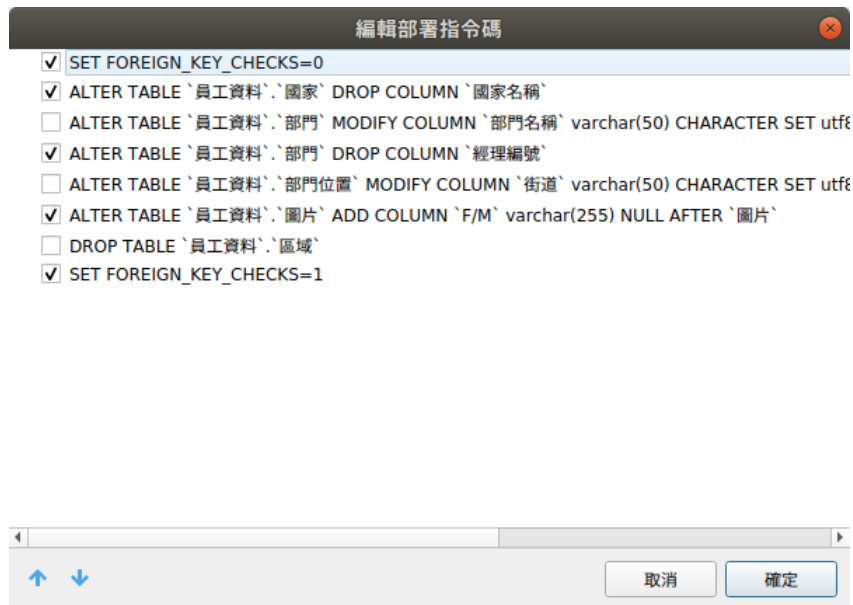 編輯部署指令碼
SET FOREIGN_KEY_CHECKS=0
ALTER TABLE `員工資料`.`國家` DROP COLUMN `國家名稱`
ALTER TABLE `員工資料`.`部門` MODIFY COLUMN `部門名稱` varchar(50) CHARACTER SET utf8
ALTER TABLE `員工資料`.`部門` DROP COLUMN `經理編號`
ALTER TABLE `員工資料`.`部門位置` MODIFY COLUMN `街道` varchar(50) CHARACTER SET utf8
ALTER TABLE `員工資料`.`圖片` ADD COLUMN `F/M` varchar(255) NULL AFTER `圖片`
DROP TABLE `員工資料`.`區域`
SET FOREIGN_KEY_CHECKS=1
取消 確定